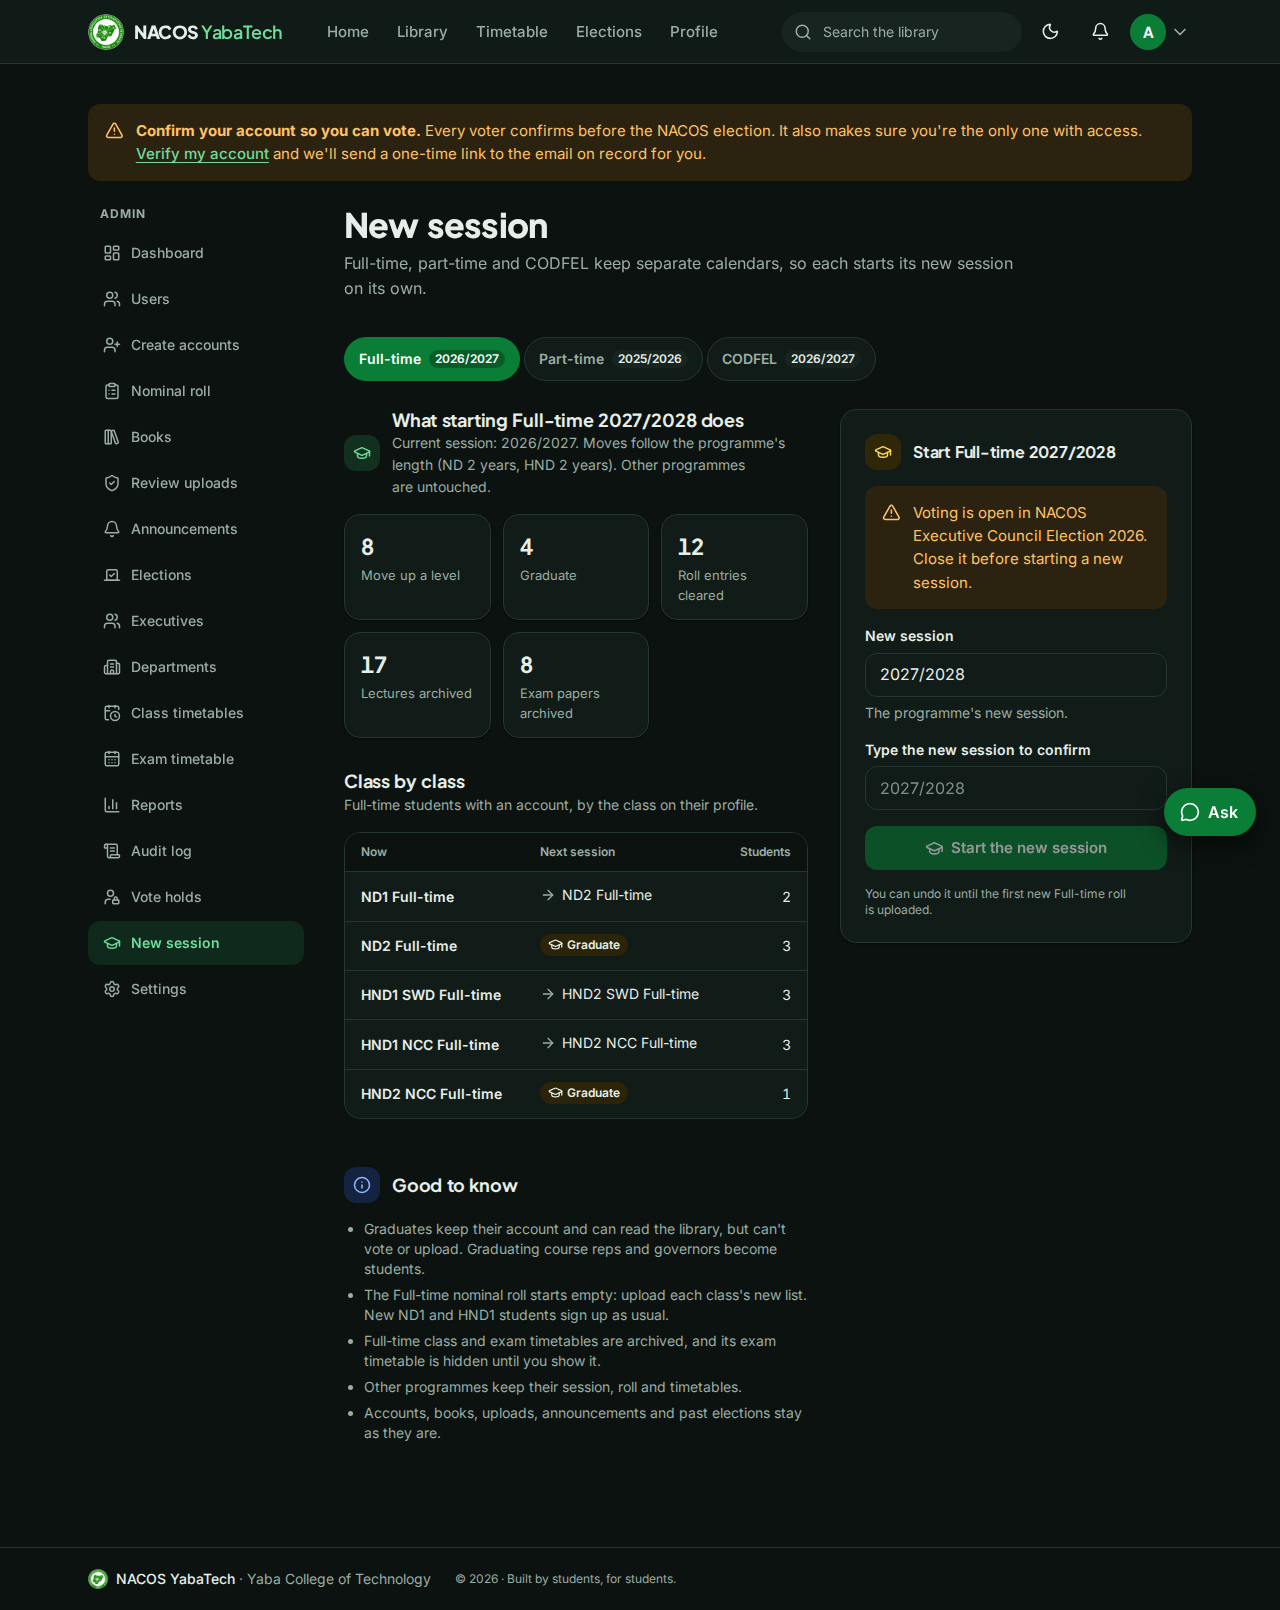 NACOS YabaTech
Home
Library
Timetable
Elections
Profile
Search the library
A
Confirm your account so you can vote. Every voter confirms before the NACOS election. It also makes sure you're the only one with access.
Verify my account and we'll send a one-time link to the email on record for you.
ADMIN
Dashboard
Users
Create accounts
Nominal roll
Books
Review uploads
Announcements
Elections
Executives
Departments
Class timetables
Exam timetable
Reports
Audit log
Vote holds
New session
Settings
New session
Full-time, part-time and CODFEL keep separate calendars, so each starts its new session
on its own.
Full-time 2026/2027
Part-time 2025/2026
CODFEL 2026/2027
What starting Full-time 2027/2028 does
Current session: 2026/2027. Moves follow the programme's
length (ND 2 years, HND 2 years). Other programmes
are untouched.
8
Move up a level
4
Graduate
12
Roll entries
cleared
17
Lectures archived
8
Exam papers
archived
Class by class
Full-time students with an account, by the class on their profile.
Now
Next session
Students
ND1 Full-time
ND2 Full-time
2
ND2 Full-time
Graduate
3
HND1 SWD Full-time
HND2 SWD Full-time
3
HND1 NCC Full-time
HND2 NCC Full-time
3
HND2 NCC Full-time
Graduate
1
Good to know
Graduates keep their account and can read the library, but can't
vote or upload. Graduating course reps and governors become
students.
The Full-time nominal roll starts empty: upload each class's new list.
New ND1 and HND1 students sign up as usual.
Full-time class and exam timetables are archived, and its exam
timetable is hidden until you show it.
Other programmes keep their session, roll and timetables.
Accounts, books, uploads, announcements and past elections stay
as they are.
Start Full-time 2027/2028
Voting is open in NACOS
Executive Council Election 2026.
Close it before starting a new
session.
New session
2027/2028
The programme's new session.
Type the new session to confirm
2027/2028
Start the new session
You can undo it until the first new Full-time roll
is uploaded.
Ask
NACOS YabaTech · Yaba College of Technology
© 2026 · Built by students, for students.